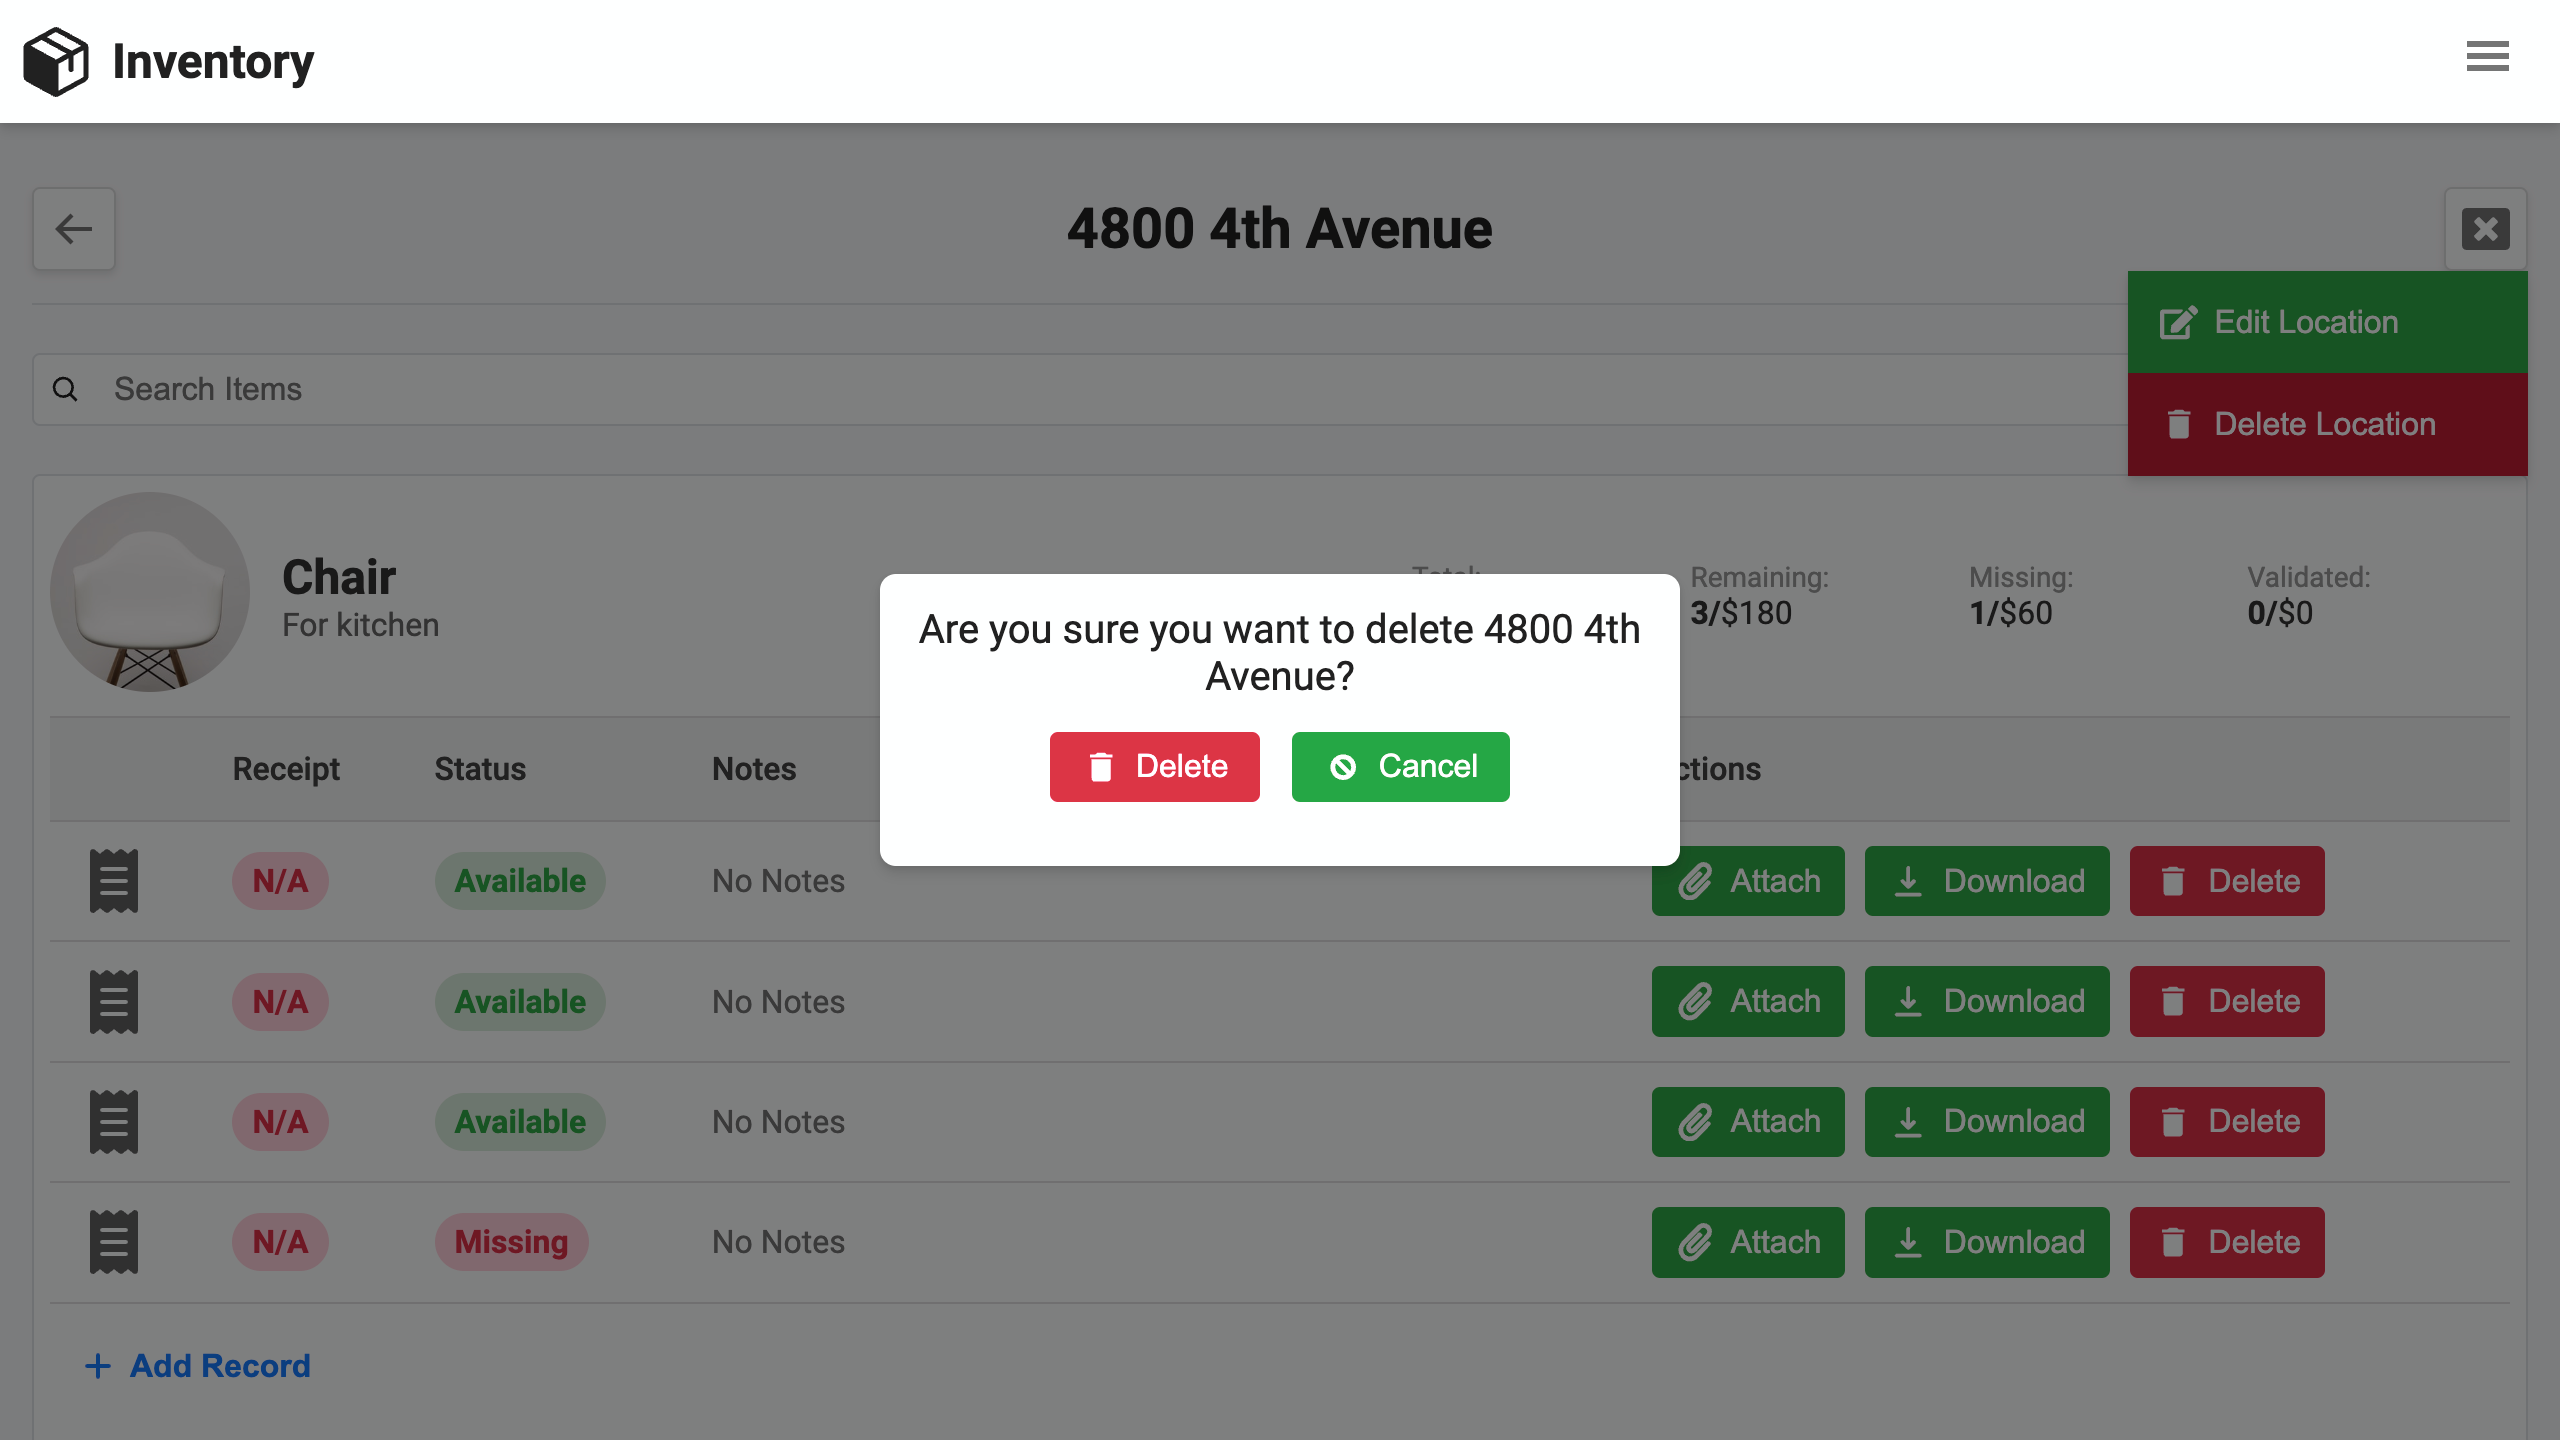 Inventory
4800 4th Avenue
Edit Location
Search Items
Delete Location
Chair
For kitchen
Remaining:
3/$180
Missing:
1/$60
Validated:
0/$0
Are you sure you want to delete 4800 4th
Avenue?
Delete
Cancel
Receipt Status Notes
N/A Available No Notes Attach Download Delete
N/A Available No Notes Attach Download Delete
N/A Available No Notes Attach Download Delete
N/A Missing No Notes Attach Download Delete
Add Record